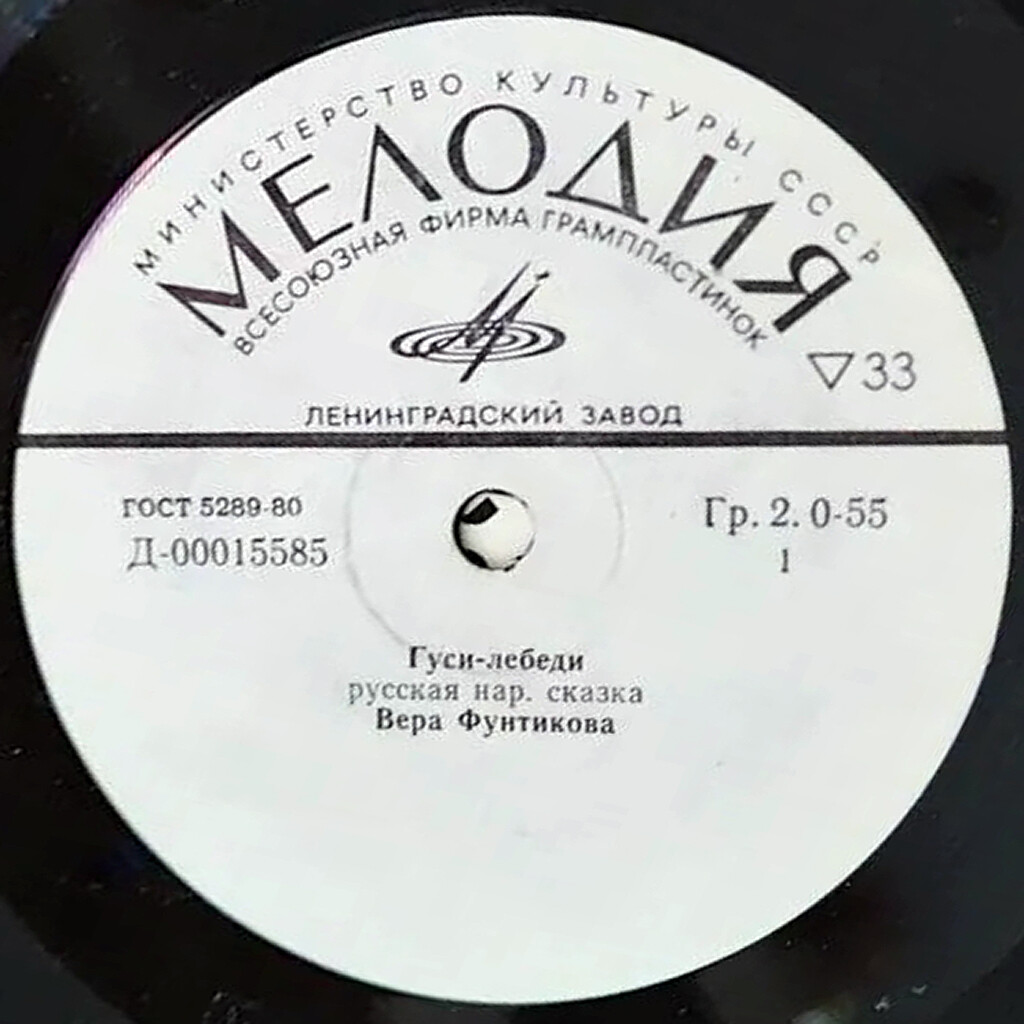 МИНИСТЕРСТВО КУЛЬТУРЫ СССР
МЕЛОДИЯ
ВСЕСОЮЗНАЯ ФИРМА ГРАМПЛАСТИНОК
▽33
ЛЕНИНГРАДСКИЙ ЗАВОД
ГОСТ 5289-80
Д-00015585
Гр. 2. 0-55
1
Гуси-лебеди
русская нар. сказка
Вера Фунтикова